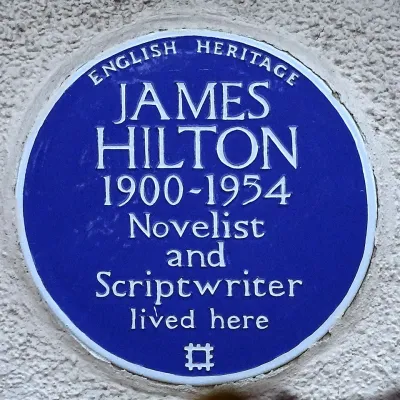 ENGLISH HERITAGE
JAMES
HILTON
1900-1954
Novelist
and
Scriptwriter
lived here